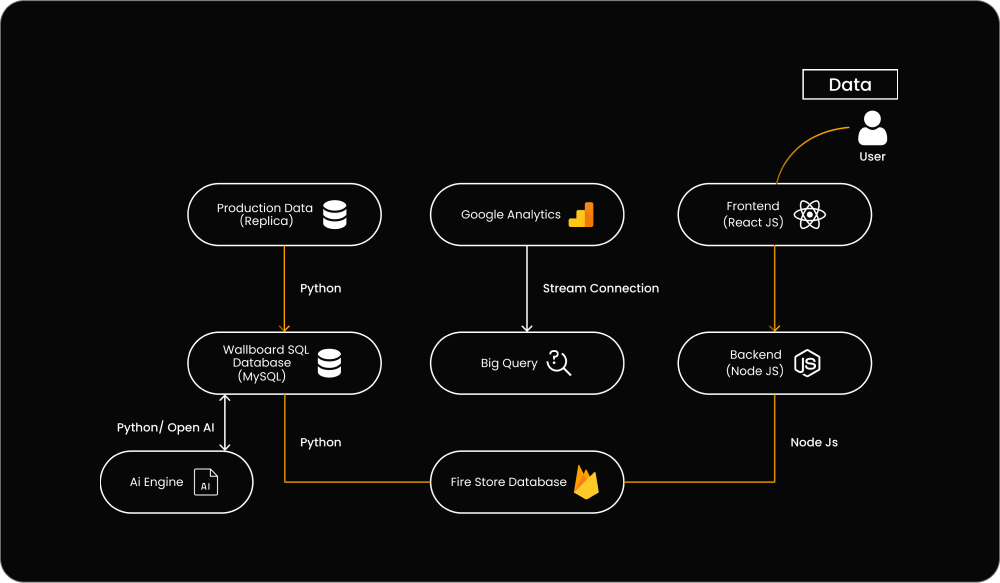 Data
User
Production Data
(Replica)
Google Analytics
Frontend
(React JS)
Python
Stream Connection
Wallboard SQL
Database
(MySQL)
Big Query
?
Backend
(Node JS)
JS
Python/ Open AI
Python
Node Js
Ai Engine
AI
Fire Store Database